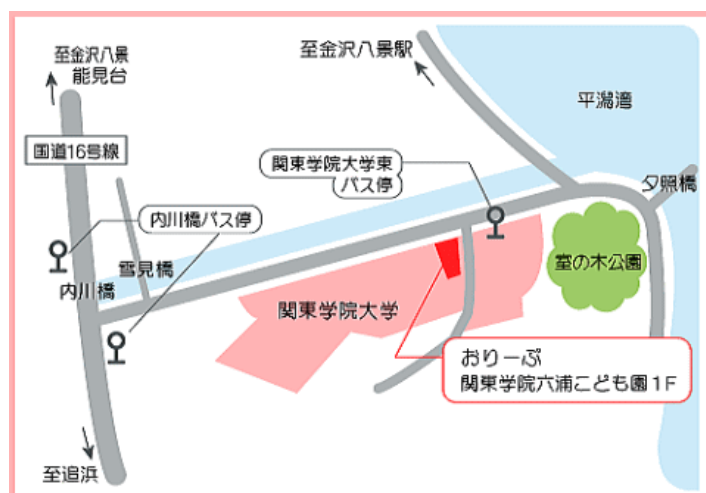 至金沢八景
能見台
至金沢八景駅
平潟湾
国道16号線
関東学院大学東
バス停
夕照橋
内川橋バス停
雪見橋
内川橋
室の木公園
関東学院大学
おりーぶ
関東学院六浦こども園1F
至追浜